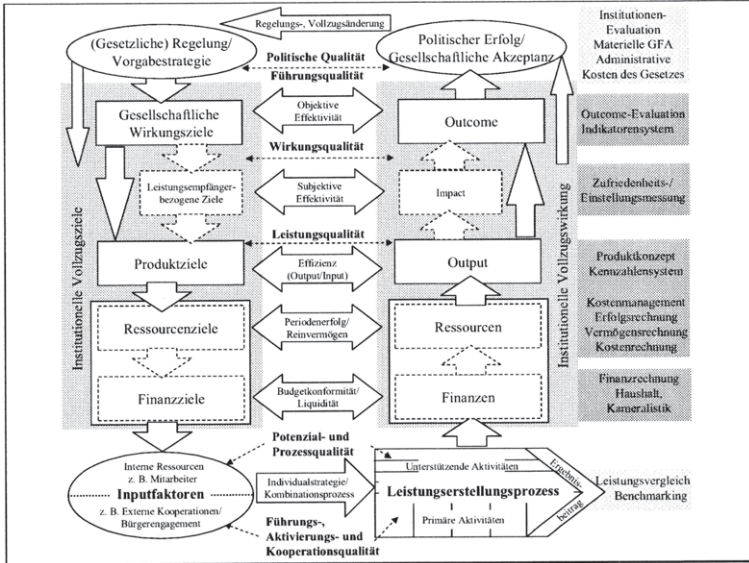 Regelungs-, Vollzugsänderung
(Gesetzliche) Regelung/
Vorgabestrategie
Politische Qualität
Führungsqualität
Politischer Erfolg/
Gesellschaftliche Akzeptanz
Institutionen-
Evaluation
Materielle GFA
Administrative
Kosten des Gesetzes
Gesellschaftliche
Wirkungsziele
Objektive
Effektivität
Outcome
Outcome-Evaluation
Indikatorensystem
Wirkungsqualität
Leistungsempfänger-
bezogene Ziele
Subjektive
Effektivität
Impact
Zufriedenheits-/
Einstellungsmessung
Leistungsqualität
Produktziele
Effizienz
(Output/Input)
Output
Produktkonzept
Kennzahlensystem
Ressourcenziele
Periodenerfolg/
Reinvermögen
Ressourcen
Kostenmanagement
Erfolgsrechnung
Vermögensrechnung
Kostenrechnung
Finanzziele
Budgetkonformität/
Liquidität
Finanzen
Finanzrechnung
Haushalt,
Kameralistik
Institutionelle Vollzugsziele
Institutionelle Vollzugswirkung
Potenzial- und
Prozessqualität
Interne Ressourcen
z. B. Mitarbeiter
Inputfaktoren
z. B. Externe Kooperationen/
Bürgerengagement
Individualstrategie/
Kombinationsprozess
Unterstützende Aktivitäten
Leistungserstellungsprozess
Primäre Aktivitäten
Ergebnis-
beitrag
Leistungsvergleich
Benchmarking
Führungs-,
Aktivierungs- und
Kooperationsqualität